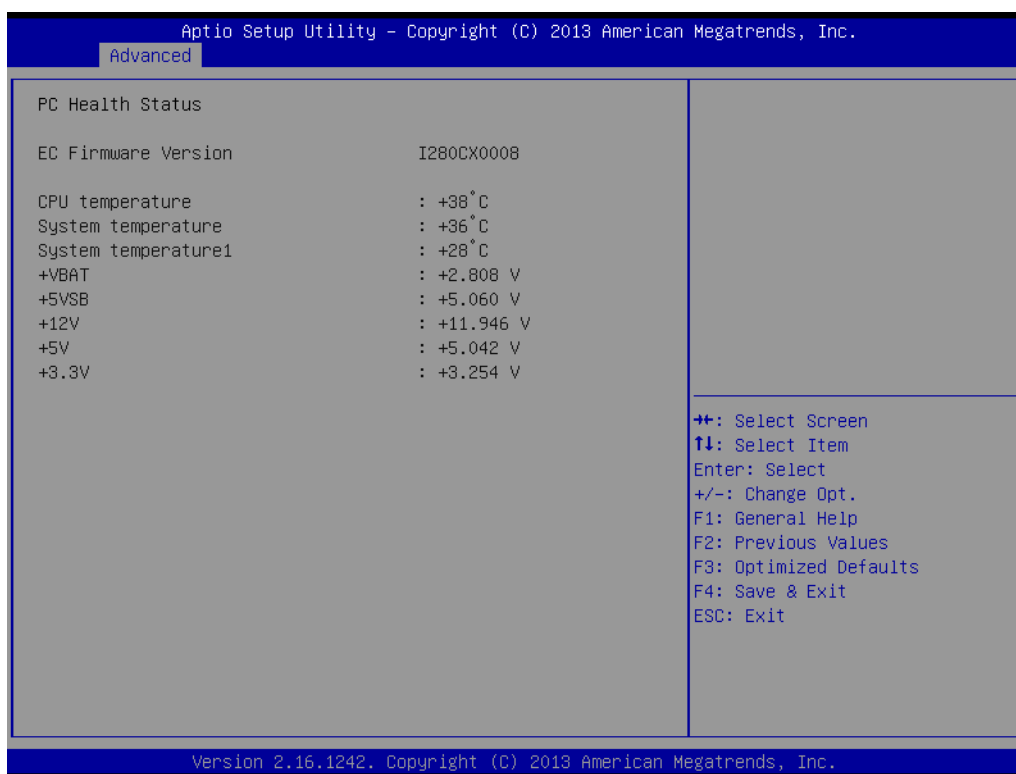 Aptio Setup Utility – Copyright (C) 2013 American Megatrends, Inc.
Advanced
PC Health Status
EC Firmware Version I280CX0008
CPU temperature : +38°C
System temperature : +36°C
System temperature1 : +28°C
+VBAT : +2.808 V
+5VSB : +5.060 V
+12V : +11.946 V
+5V : +5.042 V
+3.3V : +3.254 V
→←: Select Screen
↑↓: Select Item
Enter: Select
+/-: Change Opt.
F1: General Help
F2: Previous Values
F3: Optimized Defaults
F4: Save & Exit
ESC: Exit
Version 2.16.1242. Copyright (C) 2013 American Megatrends, Inc.